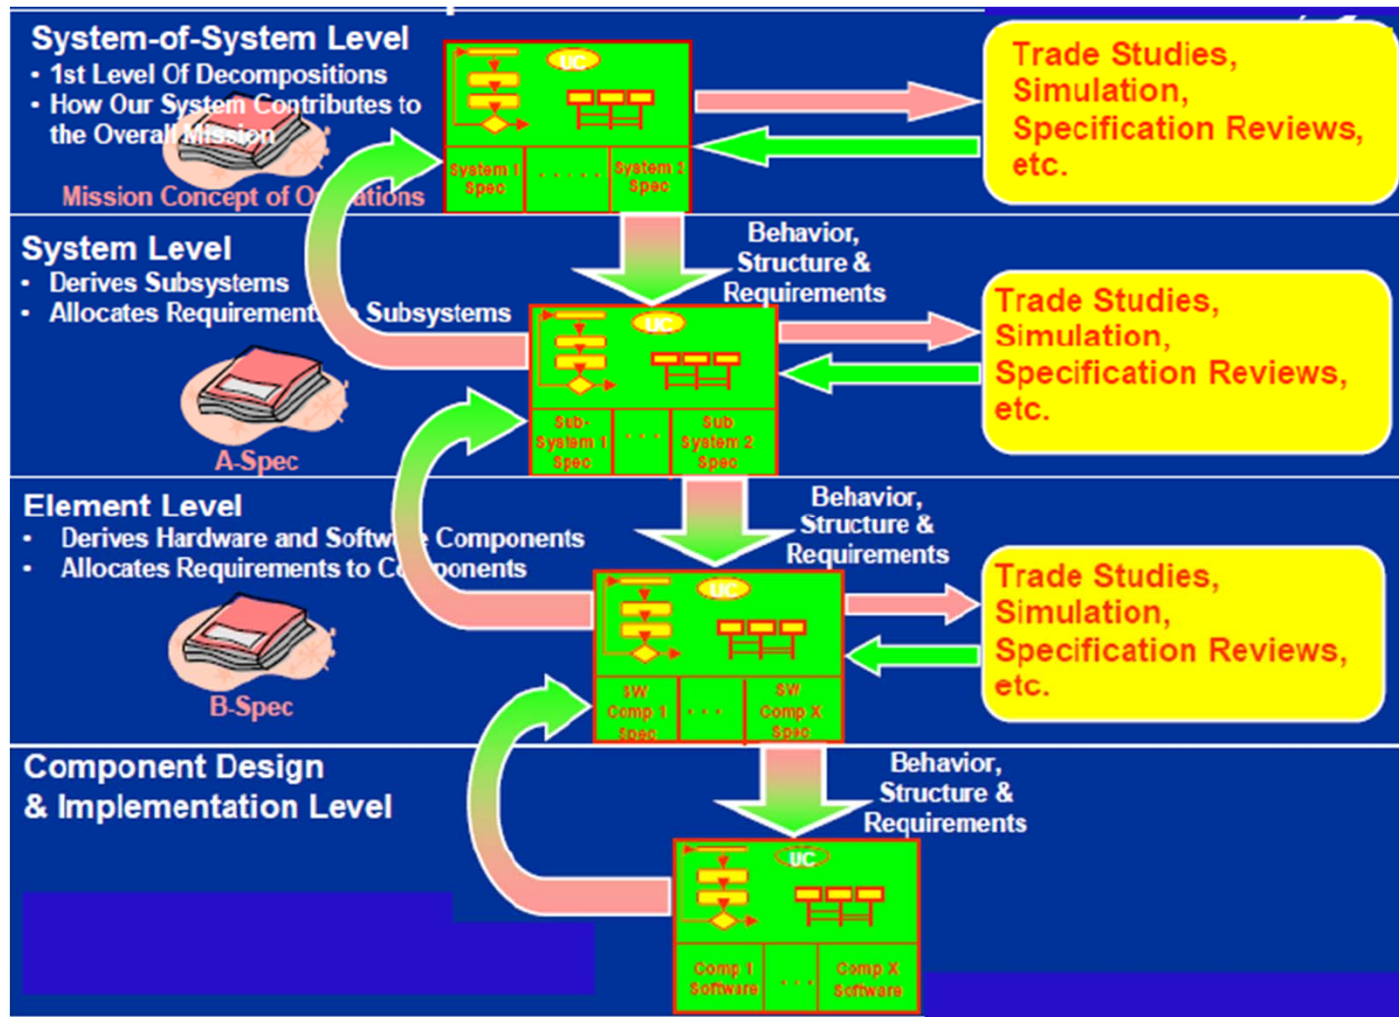 System-of-System Level
• 1st Level Of Decompositions
• How Our System Contributes to
the Overall Mission
Mission Concept of Operations
UC
System 1
Spec
. . . . .
System 2
Spec
Trade Studies,
Simulation,
Specification Reviews,
etc.
System Level
• Derives Subsystems
• Allocates Requirements to Subsystems
A-Spec
Behavior,
Structure &
Requirements
UC
Sub-
System 1
Spec
. . .
Sub
System 2
Spec
Trade Studies,
Simulation,
Specification Reviews,
etc.
Element Level
• Derives Hardware and Software Components
• Allocates Requirements to Components
B-Spec
Behavior,
Structure &
Requirements
UC
SW
Comp 1
Spec
. . .
SW
Comp X
Spec
Trade Studies,
Simulation,
Specification Reviews,
etc.
Component Design
& Implementation Level
Behavior,
Structure &
Requirements
UC
Comp 1
Software
. . .
Comp X
Software